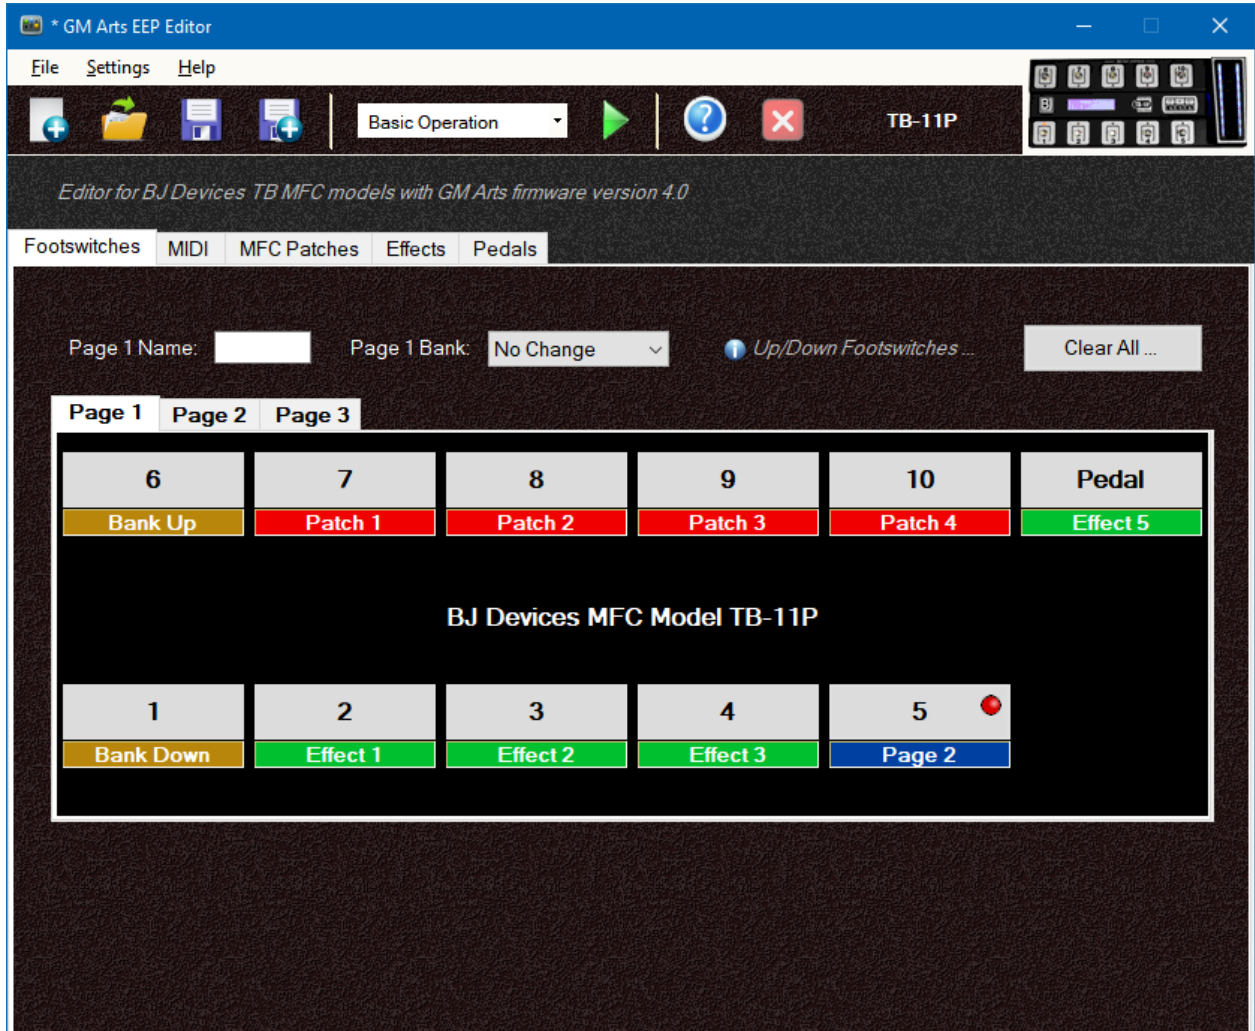 * GM Arts EEP Editor
File Settings Help
Basic Operation
TB-11P
BJ
Editor for BJ Devices TB MFC models with GM Arts firmware version 4.0
Footswitches MIDI MFC Patches Effects Pedals
Page 1 Name: Page 1 Bank: No Change Up/Down Footswitches ... Clear All ...
Page 1 Page 2 Page 3
6 7 8 9 10 Pedal
Bank Up Patch 1 Patch 2 Patch 3 Patch 4 Effect 5
BJ Devices MFC Model TB-11P
1 2 3 4 5
Bank Down Effect 1 Effect 2 Effect 3 Page 2